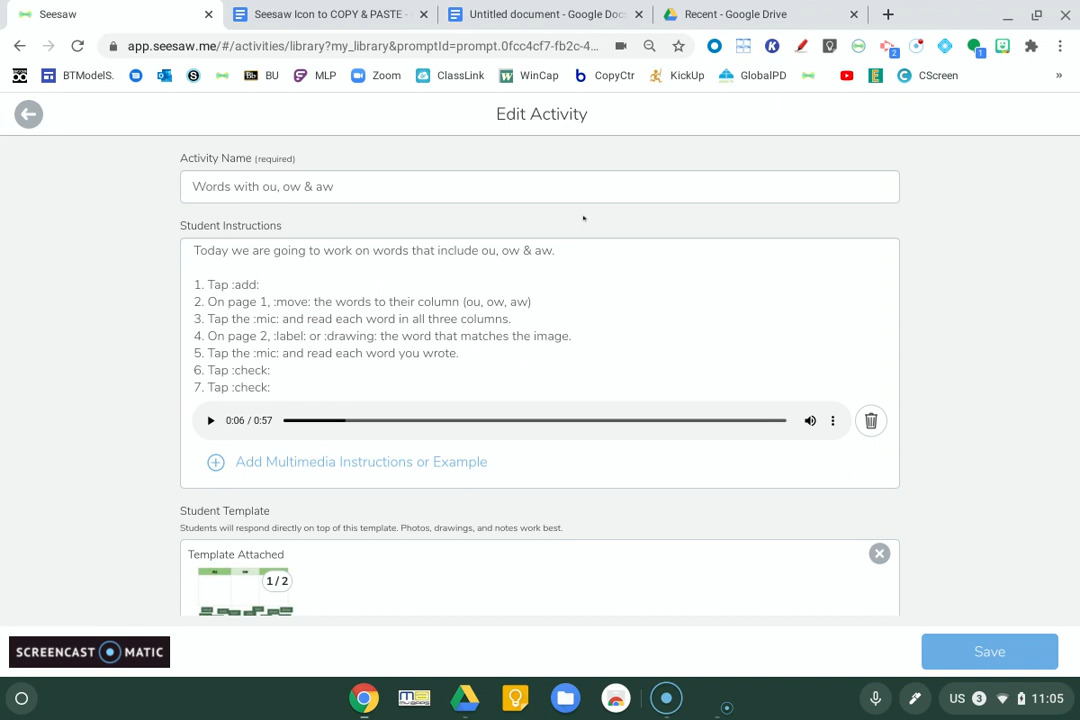 Seesaw
Seesaw Icon to COPY & PASTE -
Untitled document - Google Doc
Recent - Google Drive
app.seesaw.me/#/activities/library?my_library&promptId=prompt.0fcc4cf7-fb2c-4...
BTModelS.
BU
MLP
Zoom
ClassLink
WinCap
CopyCtr
KickUp
GlobalPD
CScreen
»
Edit Activity
Activity Name (required)
Words with ou, ow & aw
Student Instructions
Today we are going to work on words that include ou, ow & aw.
1. Tap :add:
2. On page 1, :move: the words to their column (ou, ow, aw)
3. Tap the :mic: and read each word in all three columns.
4. On page 2, :label: or :drawing: the word that matches the image.
5. Tap the :mic: and read each word you wrote.
6. Tap :check:
7. Tap :check:
0:06 / 0:57
Add Multimedia Instructions or Example
Student Template
Students will respond directly on top of this template. Photos, drawings, and notes work best.
Template Attached
1 / 2
SCREENCAST MATIC
Save
US 3 11:05